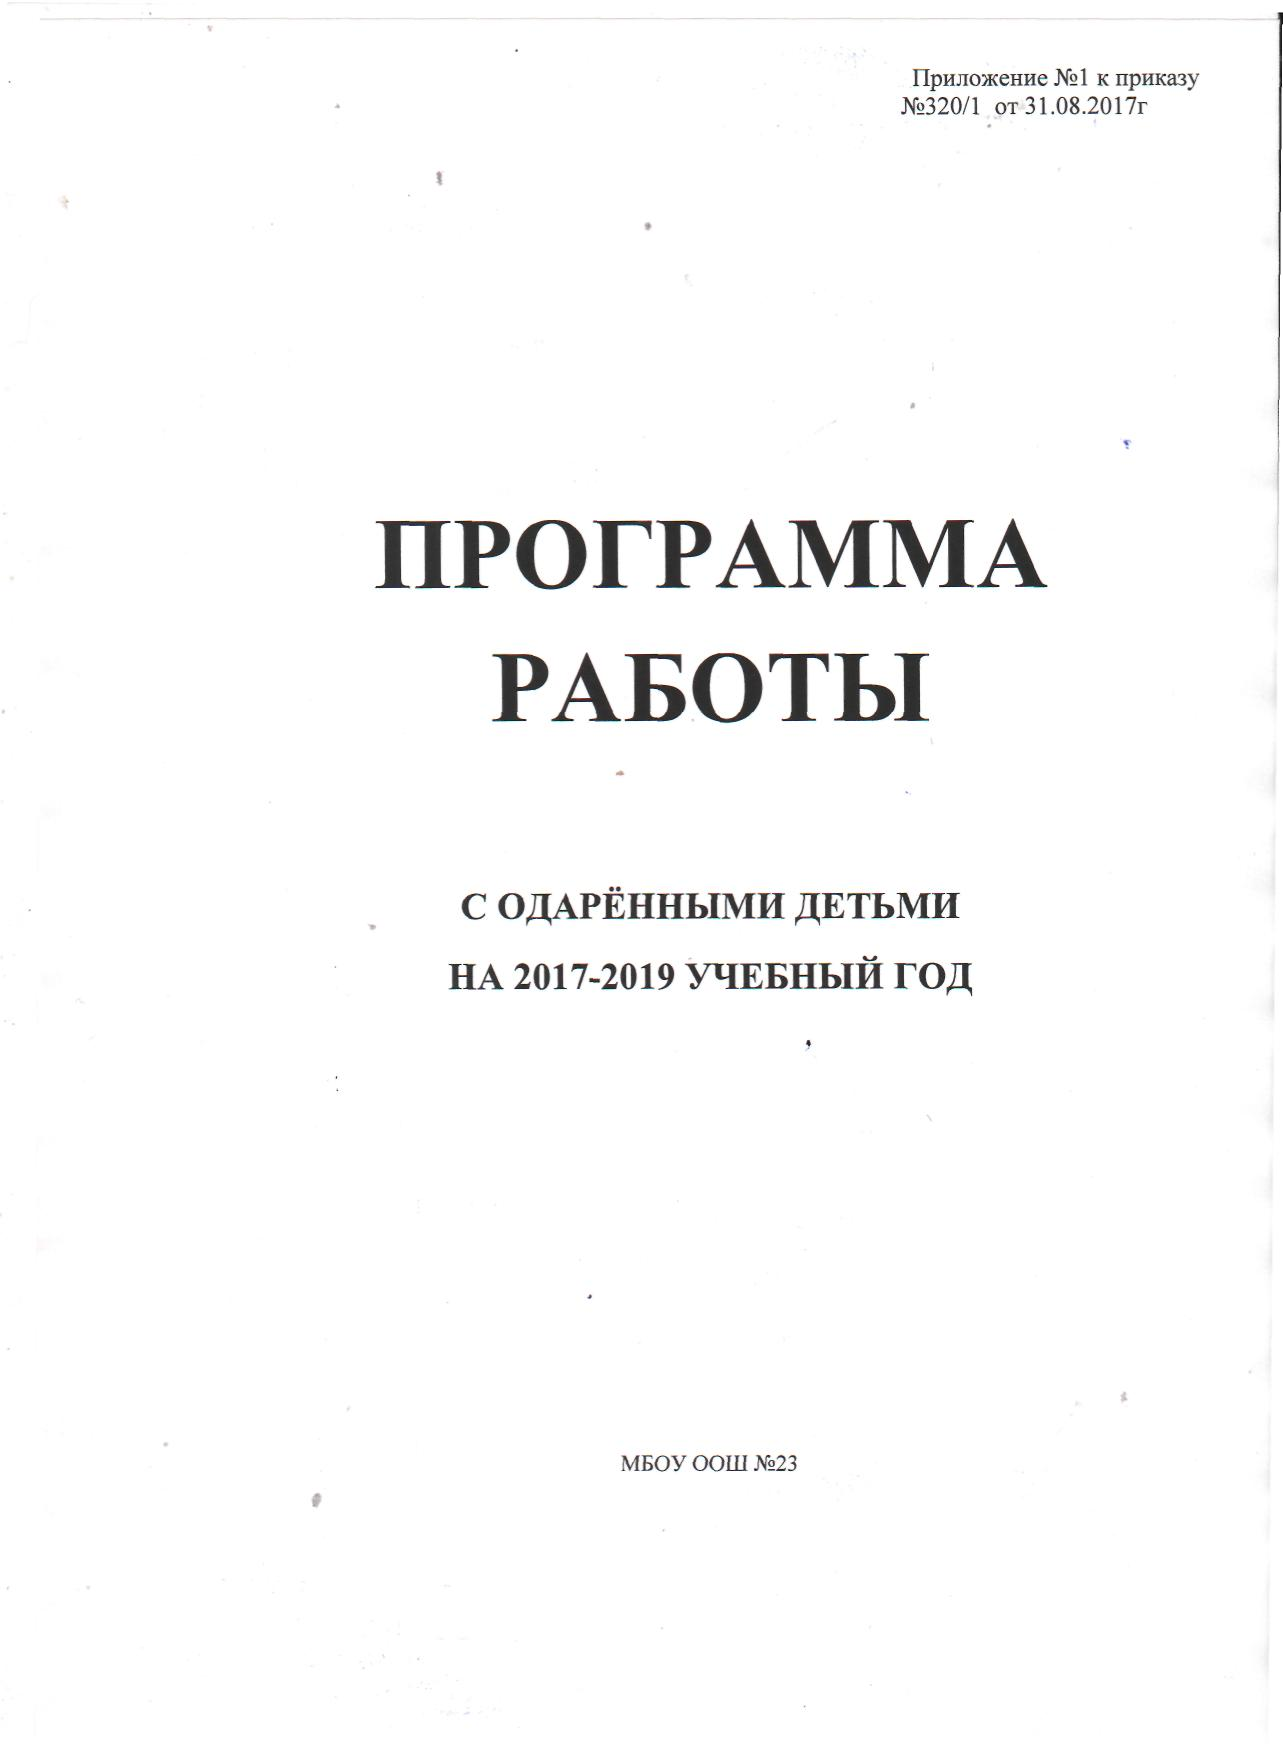 Приложение №1 к приказу
№320/1 от 31.08.2017г
ПРОГРАММА
РАБОТЫ
С ОДАРЁННЫМИ ДЕТЬМИ
НА 2017-2019 УЧЕБНЫЙ ГОД
МБОУ ООШ №23